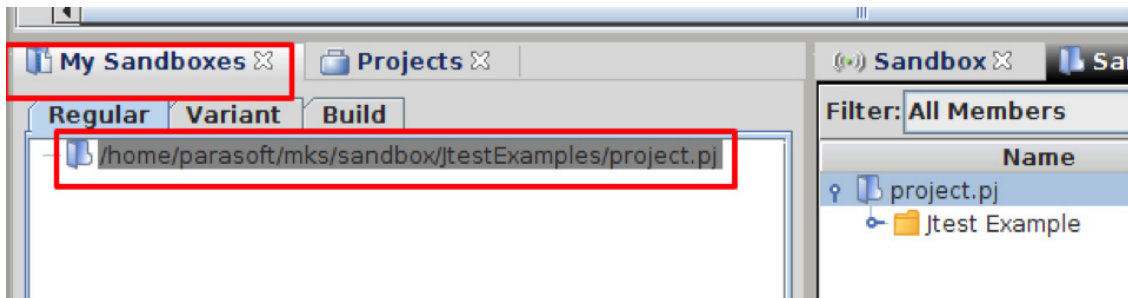 My Sandboxes
Projects
Regular Variant Build
/home/parasoft/mks/sandbox/JtestExamples/project.pj
Sandbox Sa
Filter: All Members
Name
project.pj
Jtest Example